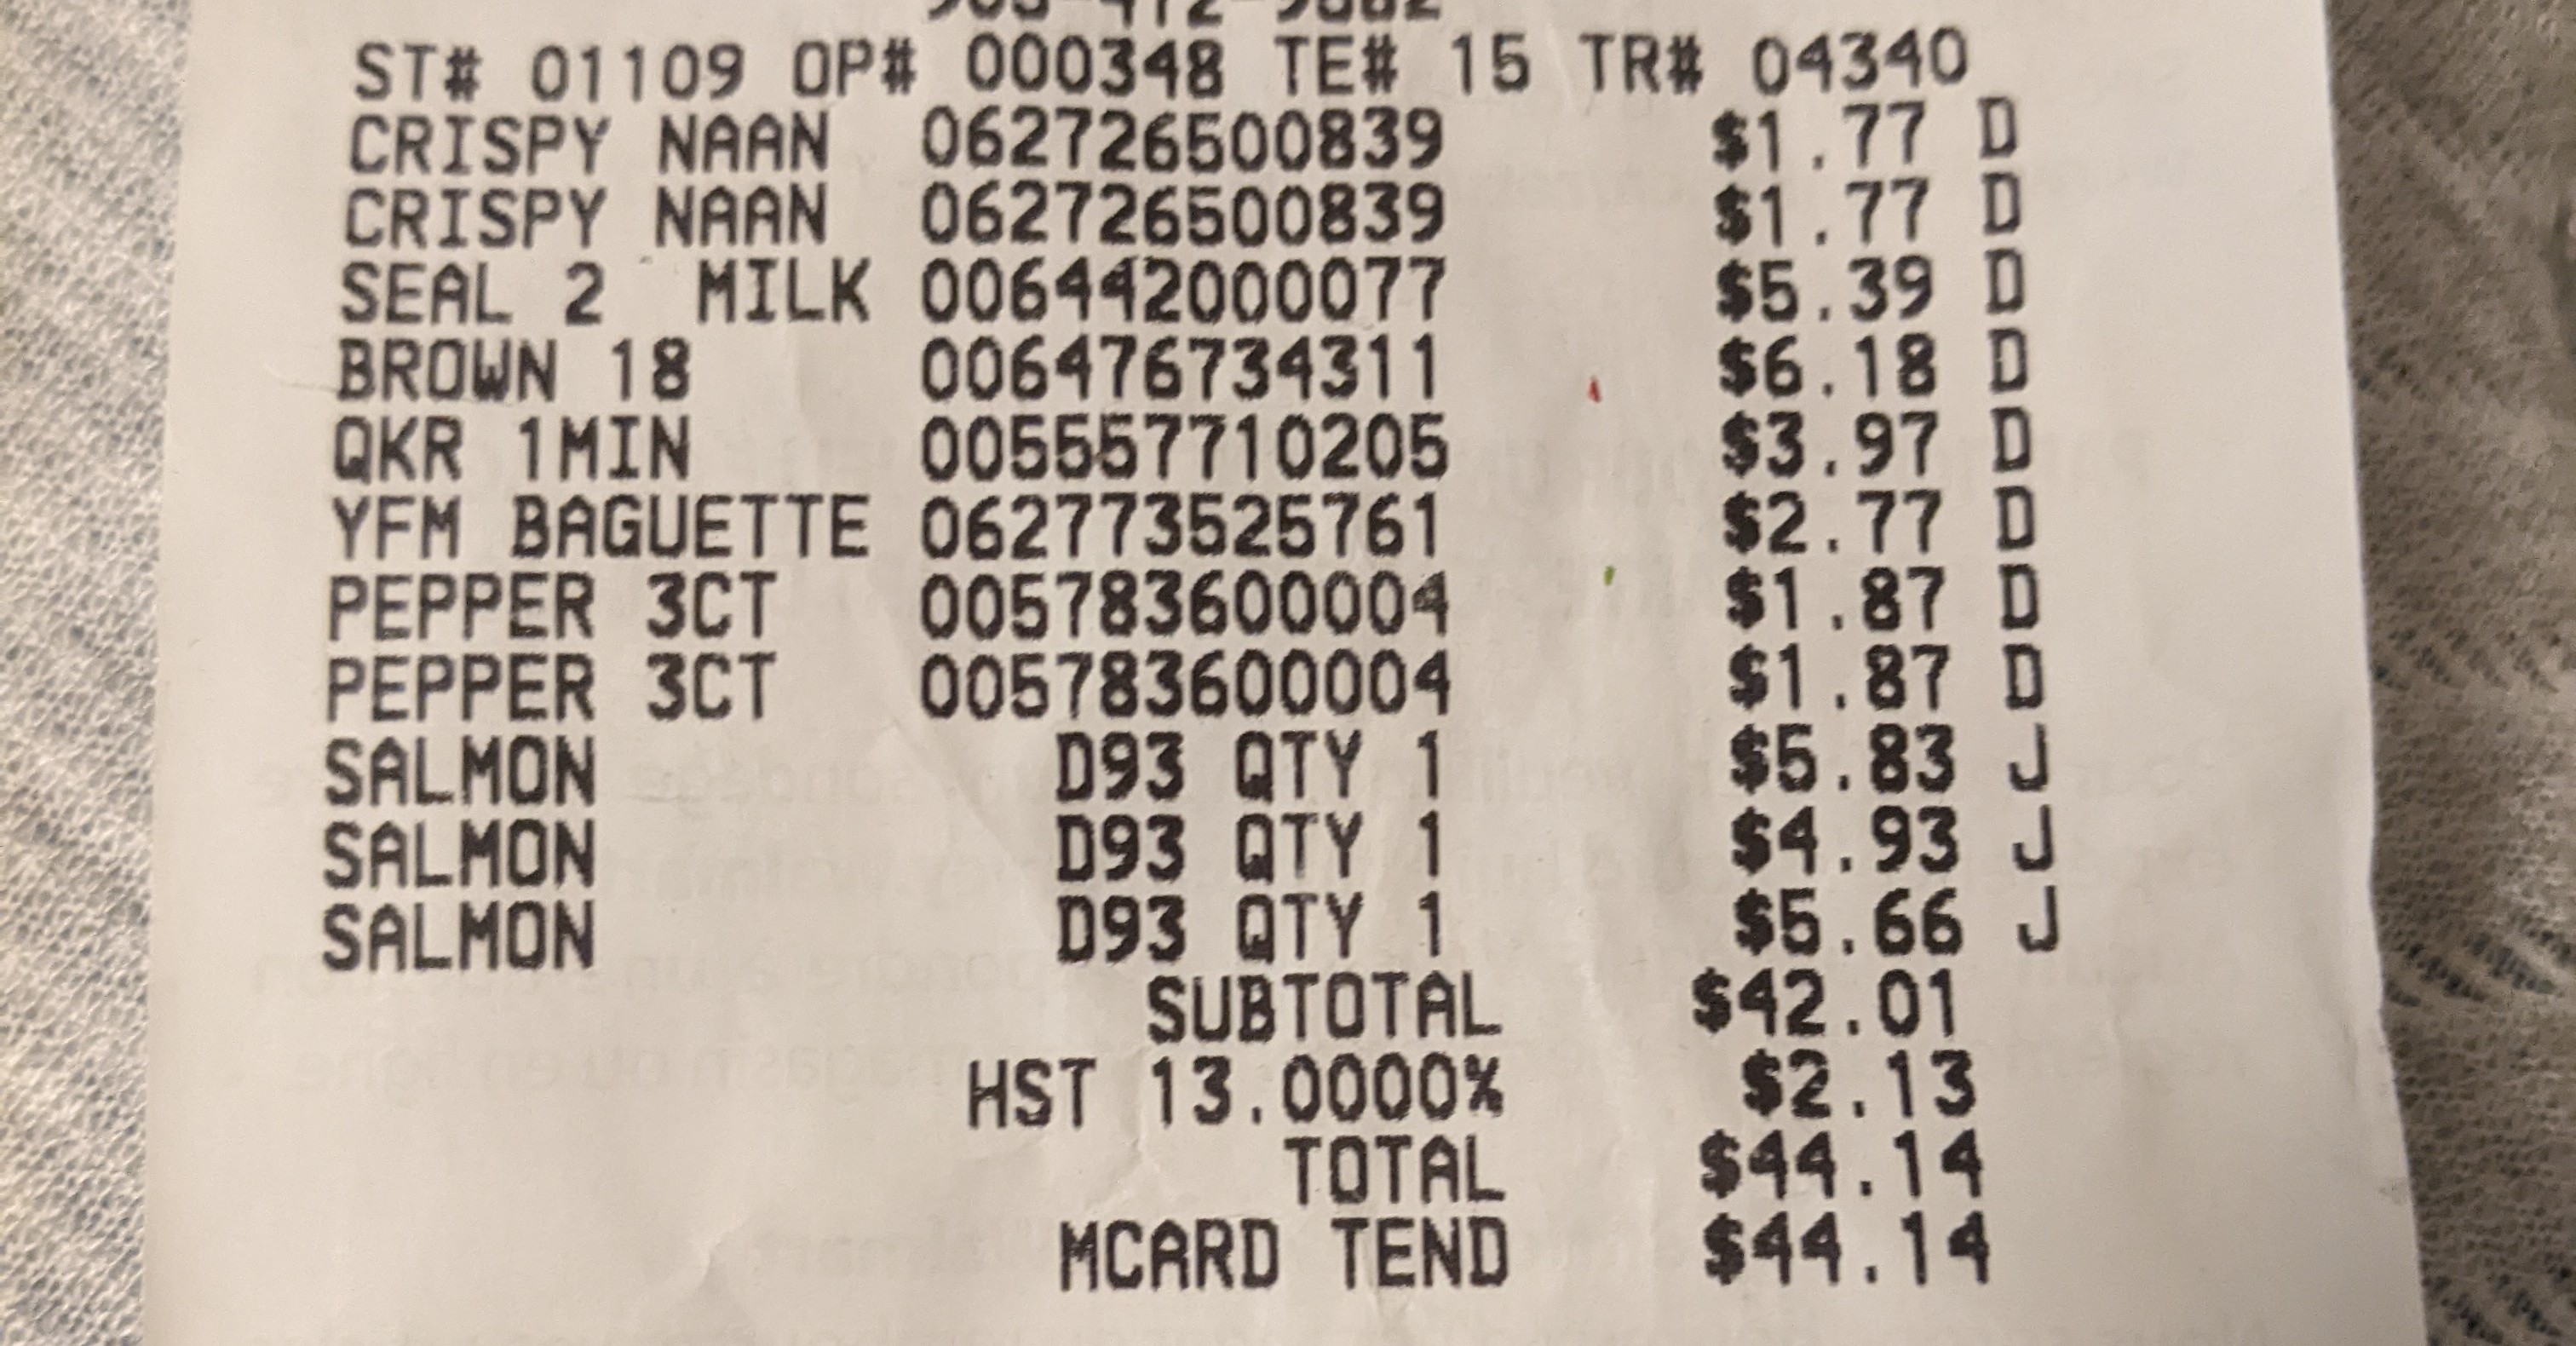 ST# 01109 OP# 000348 TE# 15 TR# 04340
CRISPY NAAN 062726500839 $1.77 D
CRISPY NAAN 062726500839 $1.77 D
SEAL 2 MILK 006442000077 $5.39 D
BROWN 18 006476734311 $6.18 D
QKR 1MIN 005557710205 $3.97 D
YFM BAGUETTE 062773525761 $2.77 D
PEPPER 3CT 005783600004 $1.87 D
PEPPER 3CT 005783600004 $1.87 D
SALMON D93 QTY 1 $5.83 J
SALMON D93 QTY 1 $4.93 J
SALMON D93 QTY 1 $5.66 J
SUBTOTAL $42.01
HST 13.0000% $2.13
TOTAL $44.14
MCARD TEND $44.14